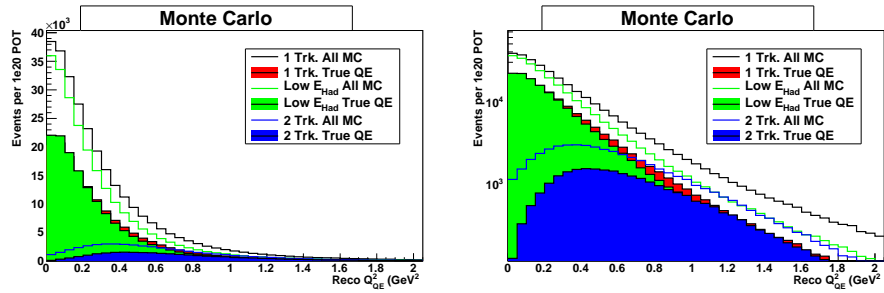 Monte Carlo
×10³
Events per 1e20 POT
40
35
30
25
20
15
10
5
0
1 Trk. All MC
1 Trk. True QE
Low E_Had All MC
Low E_Had True QE
2 Trk. All MC
2 Trk. True QE
0 0.2 0.4 0.6 0.8 1 1.2 1.4 1.6 1.8 2
Reco Q²_QE (GeV²
Monte Carlo
Events per 1e20 POT
10⁴
10³
1 Trk. All MC
1 Trk. True QE
Low E_Had All MC
Low E_Had True QE
2 Trk. All MC
2 Trk. True QE
0 0.2 0.4 0.6 0.8 1 1.2 1.4 1.6 1.8 2
Reco Q²_QE (GeV²